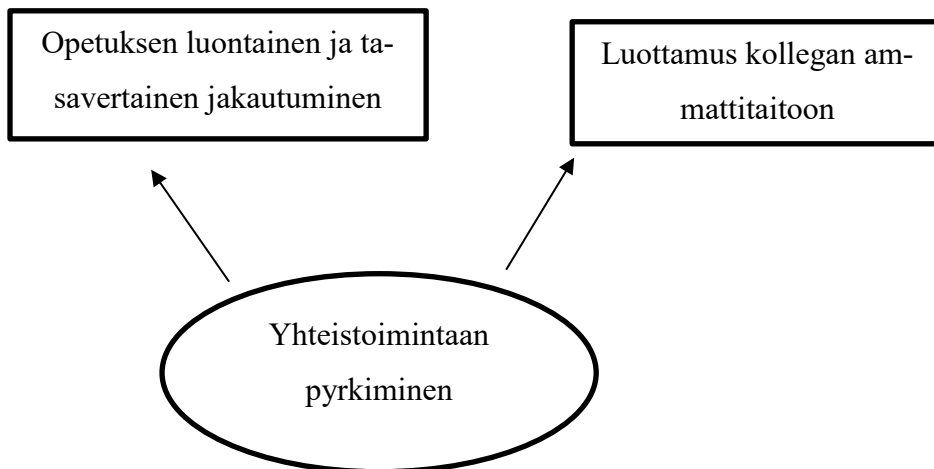 Opetuksen luontainen ja ta-
savertainen jakautuminen
Luottamus kollegan am-
mattitaitoon
Yhteistoimintaan
pyrkiminen